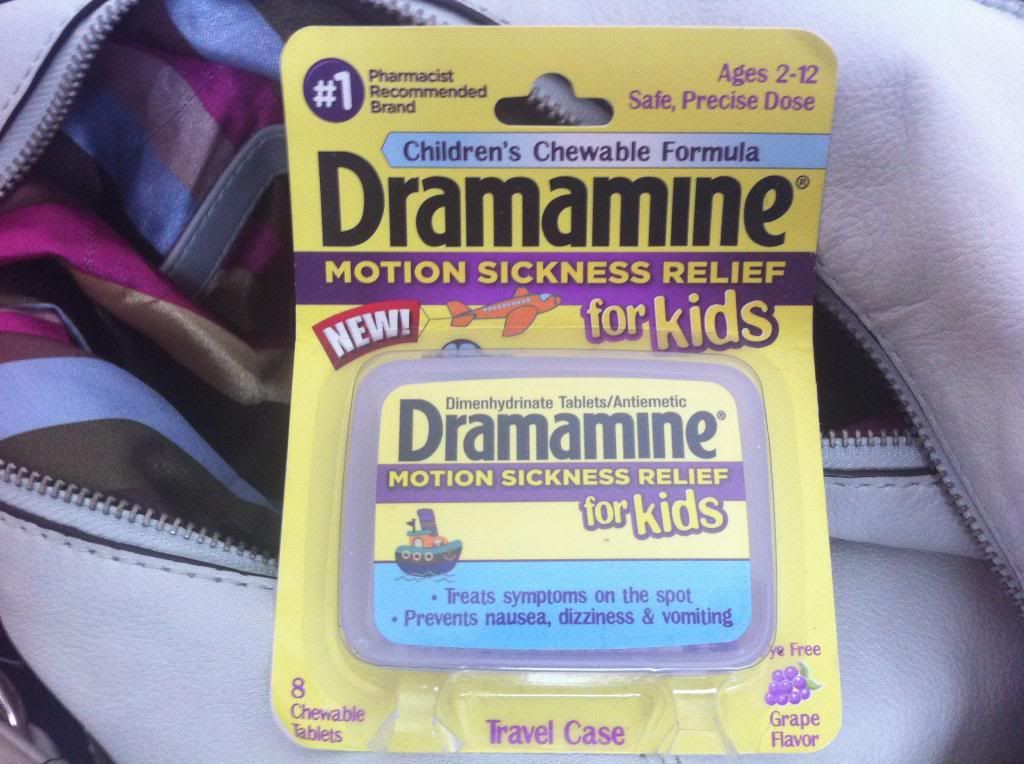 #1
Pharmacist
Recommended
Brand
Ages 2-12
Safe, Precise Dose
Children's Chewable Formula
Dramamine®
MOTION SICKNESS RELIEF
for kids
NEW!
Dimenhydrinate Tablets/Antiemetic
Dramamine®
MOTION SICKNESS RELIEF
for kids
• Treats symptoms on the spot
• Prevents nausea, dizziness & vomiting
8
Chewable
Tablets
Travel Case
ye Free
Grape
Flavor